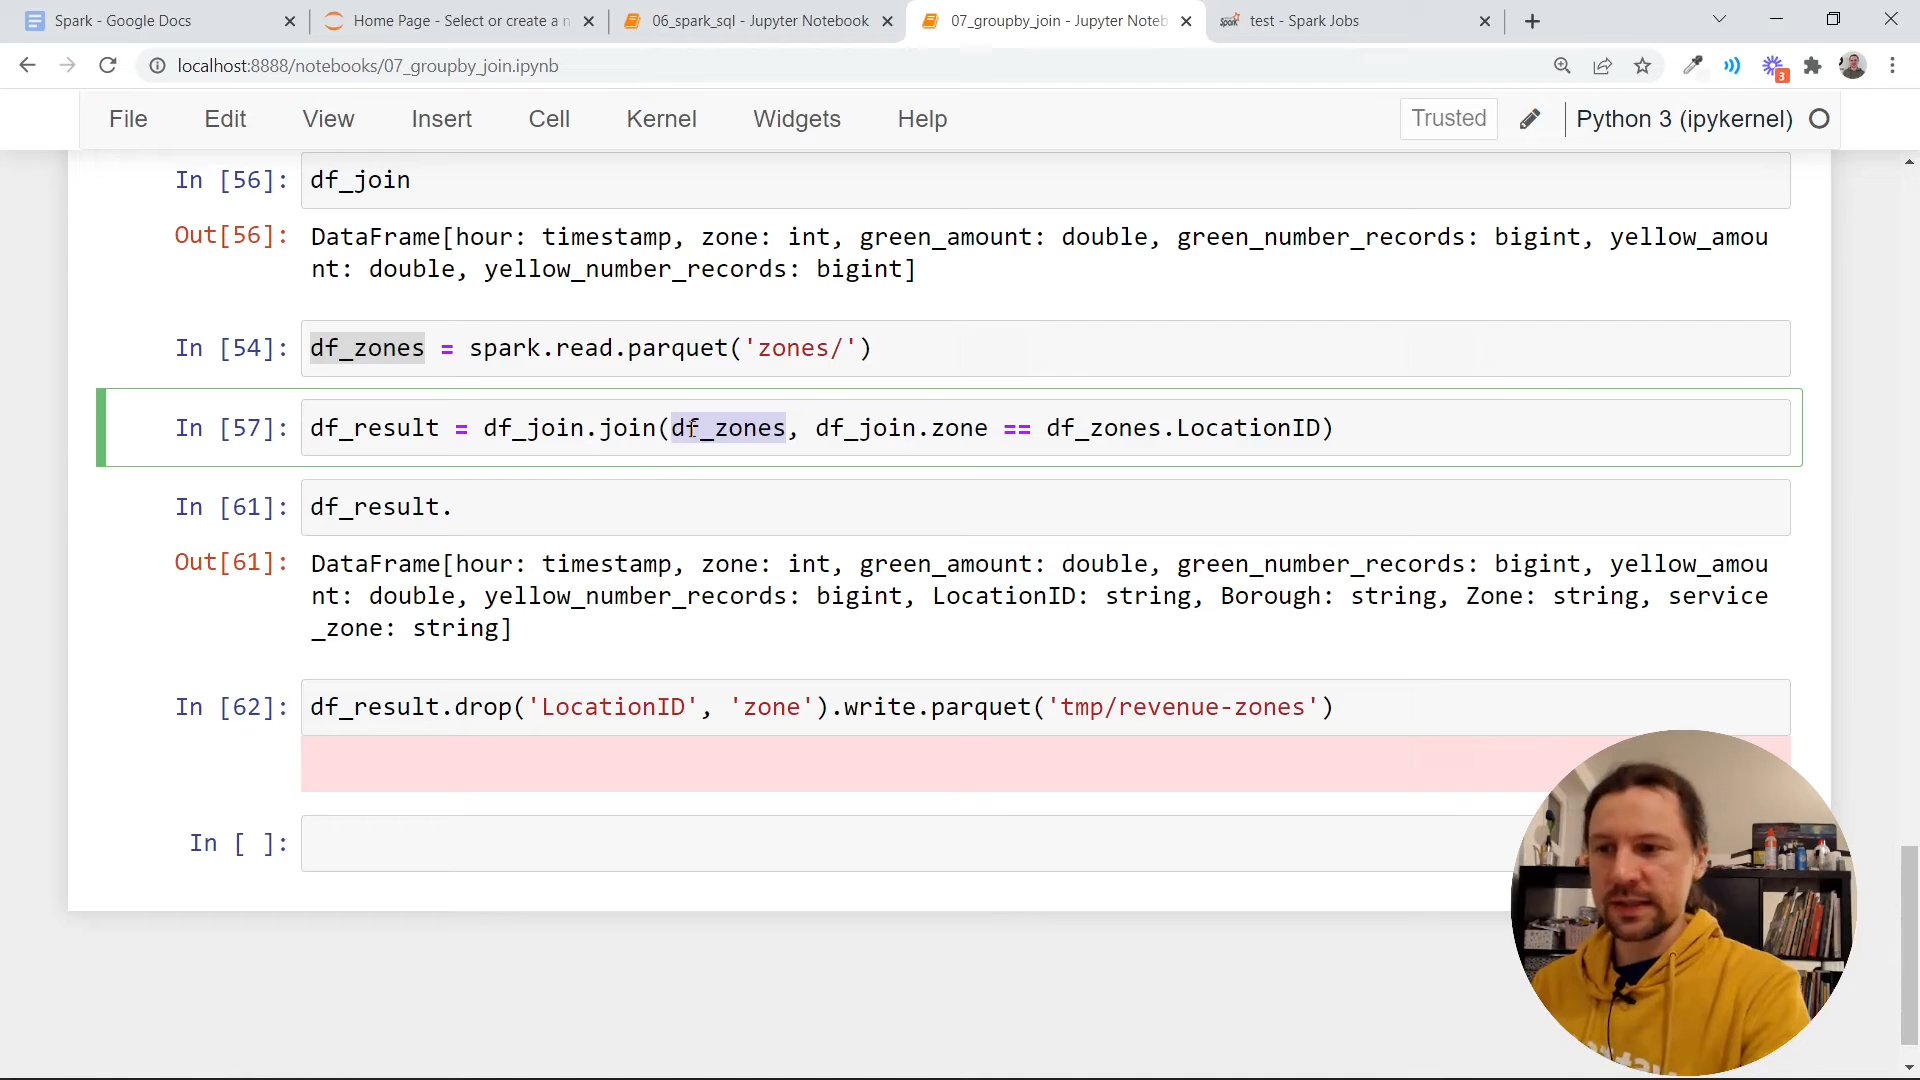 Spark - Google Docs
Home Page - Select or create a n
06_spark_sql - Jupyter Notebook
07_groupby_join - Jupyter Noteb
test - Spark Jobs
localhost:8888/notebooks/07_groupby_join.ipynb
3
File Edit View Insert Cell Kernel Widgets Help
Trusted
Python 3 (ipykernel)
In [56]: df_join
Out[56]: DataFrame[hour: timestamp, zone: int, green_amount: double, green_number_records: bigint, yellow_amou
nt: double, yellow_number_records: bigint]
In [54]: df_zones = spark.read.parquet('zones/')
In [57]: df_result = df_join.join(df_zones, df_join.zone == df_zones.LocationID)
In [61]: df_result.
Out[61]: DataFrame[hour: timestamp, zone: int, green_amount: double, green_number_records: bigint, yellow_amou
nt: double, yellow_number_records: bigint, LocationID: string, Borough: string, Zone: string, service
_zone: string]
In [62]: df_result.drop('LocationID', 'zone').write.parquet('tmp/revenue-zones')
In [ ]: